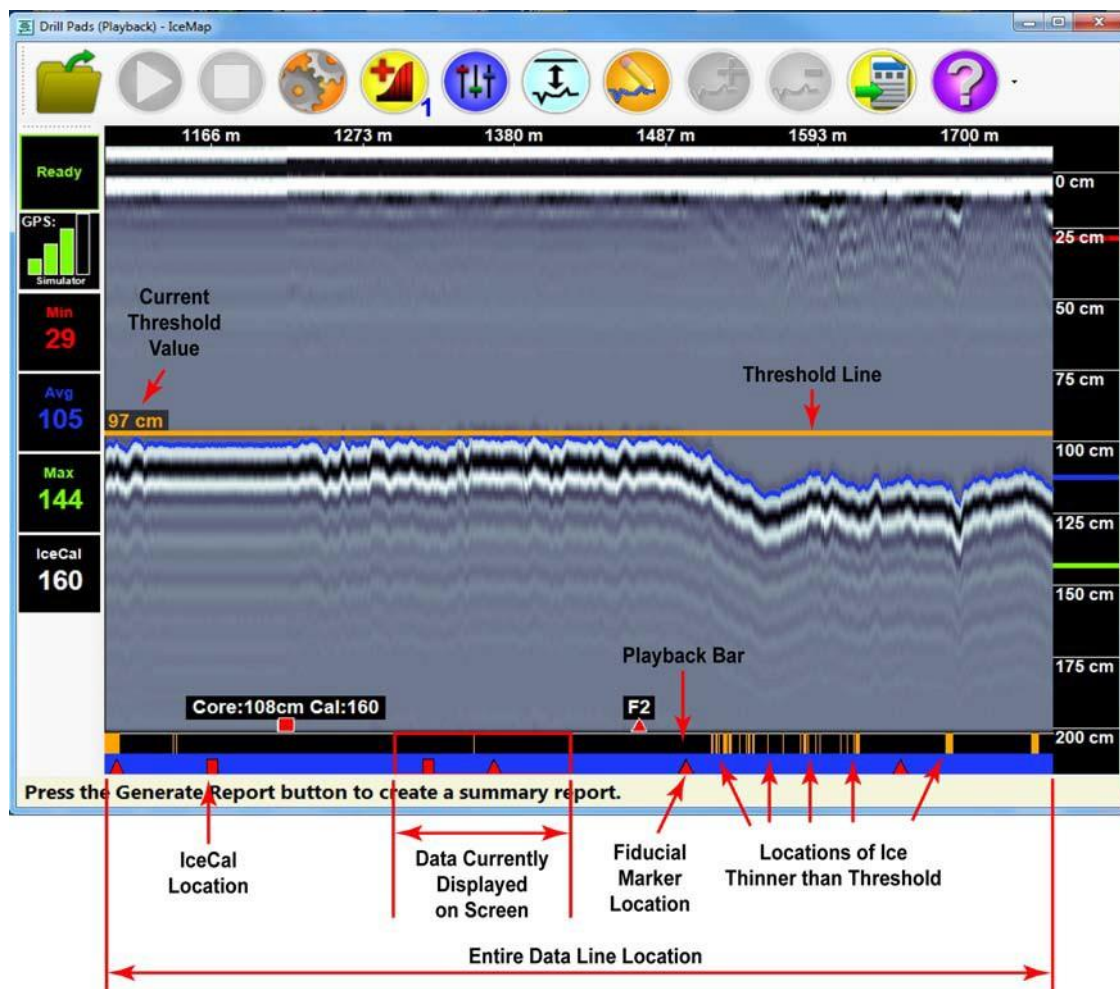 Drill Pads (Playback) - IceMap
1
1166 m 1273 m 1380 m 1487 m 1593 m 1700 m
Ready
GPS:
Simulator
Min
29
Avg
105
Max
144
IceCal
160
0 cm
25 cm
50 cm
75 cm
100 cm
125 cm
150 cm
175 cm
200 cm
Current
Threshold
Value
97 cm
Threshold Line
Playback Bar
Core:108cm Cal:160
F2
Press the Generate Report button to create a summary report.
IceCal
Location
Data Currently
Displayed
on Screen
Fiducial
Marker
Location
Locations of Ice
Thinner than Threshold
Entire Data Line Location